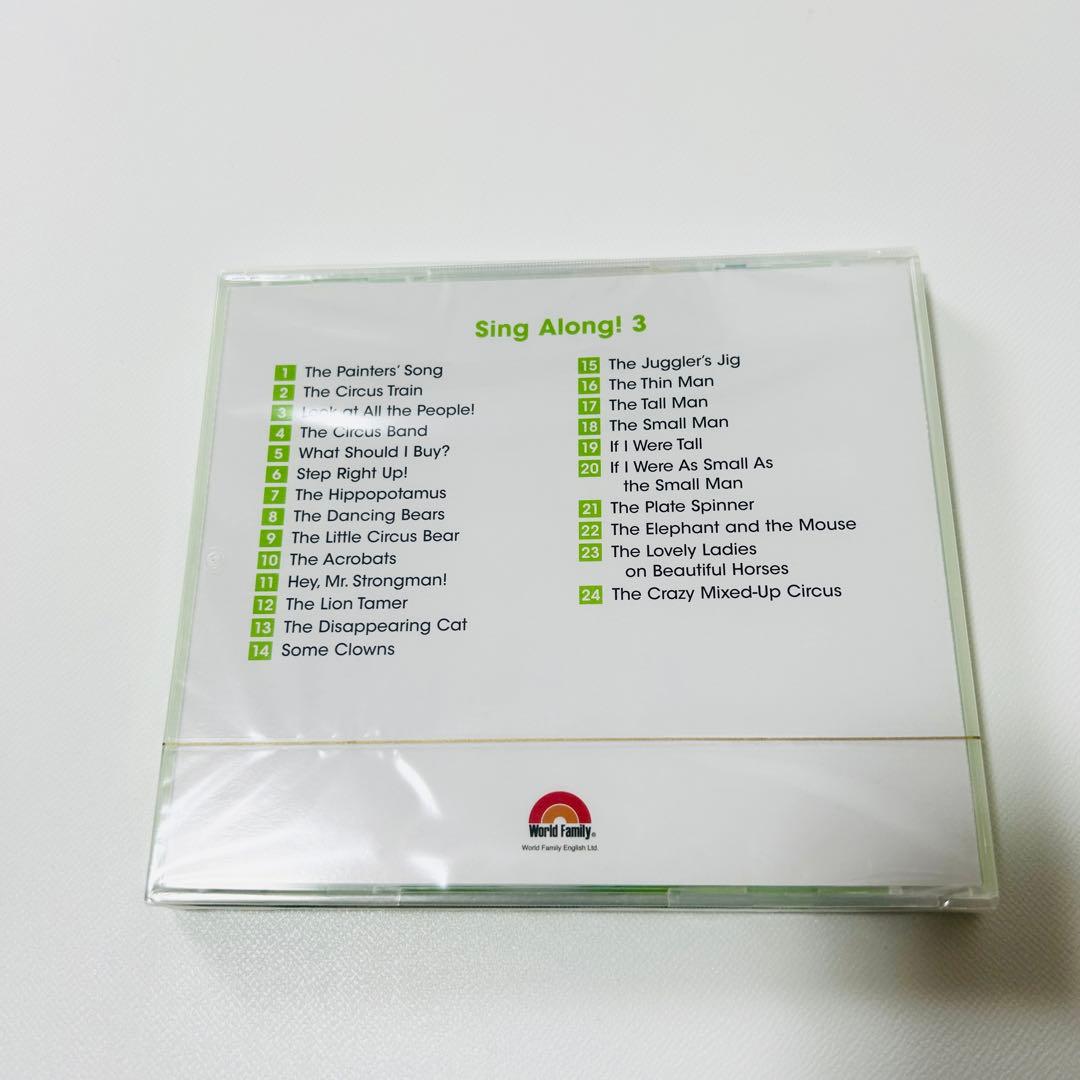 Sing Along! 3
1 The Painters' Song
2 The Circus Train
3 Look at All the People!
4 The Circus Band
5 What Should I Buy?
6 Step Right Up!
7 The Hippopotamus
8 The Dancing Bears
9 The Little Circus Bear
10 The Acrobats
11 Hey, Mr. Strongman!
12 The Lion Tamer
13 The Disappearing Cat
14 Some Clowns
15 The Juggler's Jig
16 The Thin Man
17 The Tall Man
18 The Small Man
19 If I Were Tall
20 If I Were As Small As
the Small Man
21 The Plate Spinner
22 The Elephant and the Mouse
23 The Lovely Ladies
on Beautiful Horses
24 The Crazy Mixed-Up Circus
World Family®
World Family English Ltd.